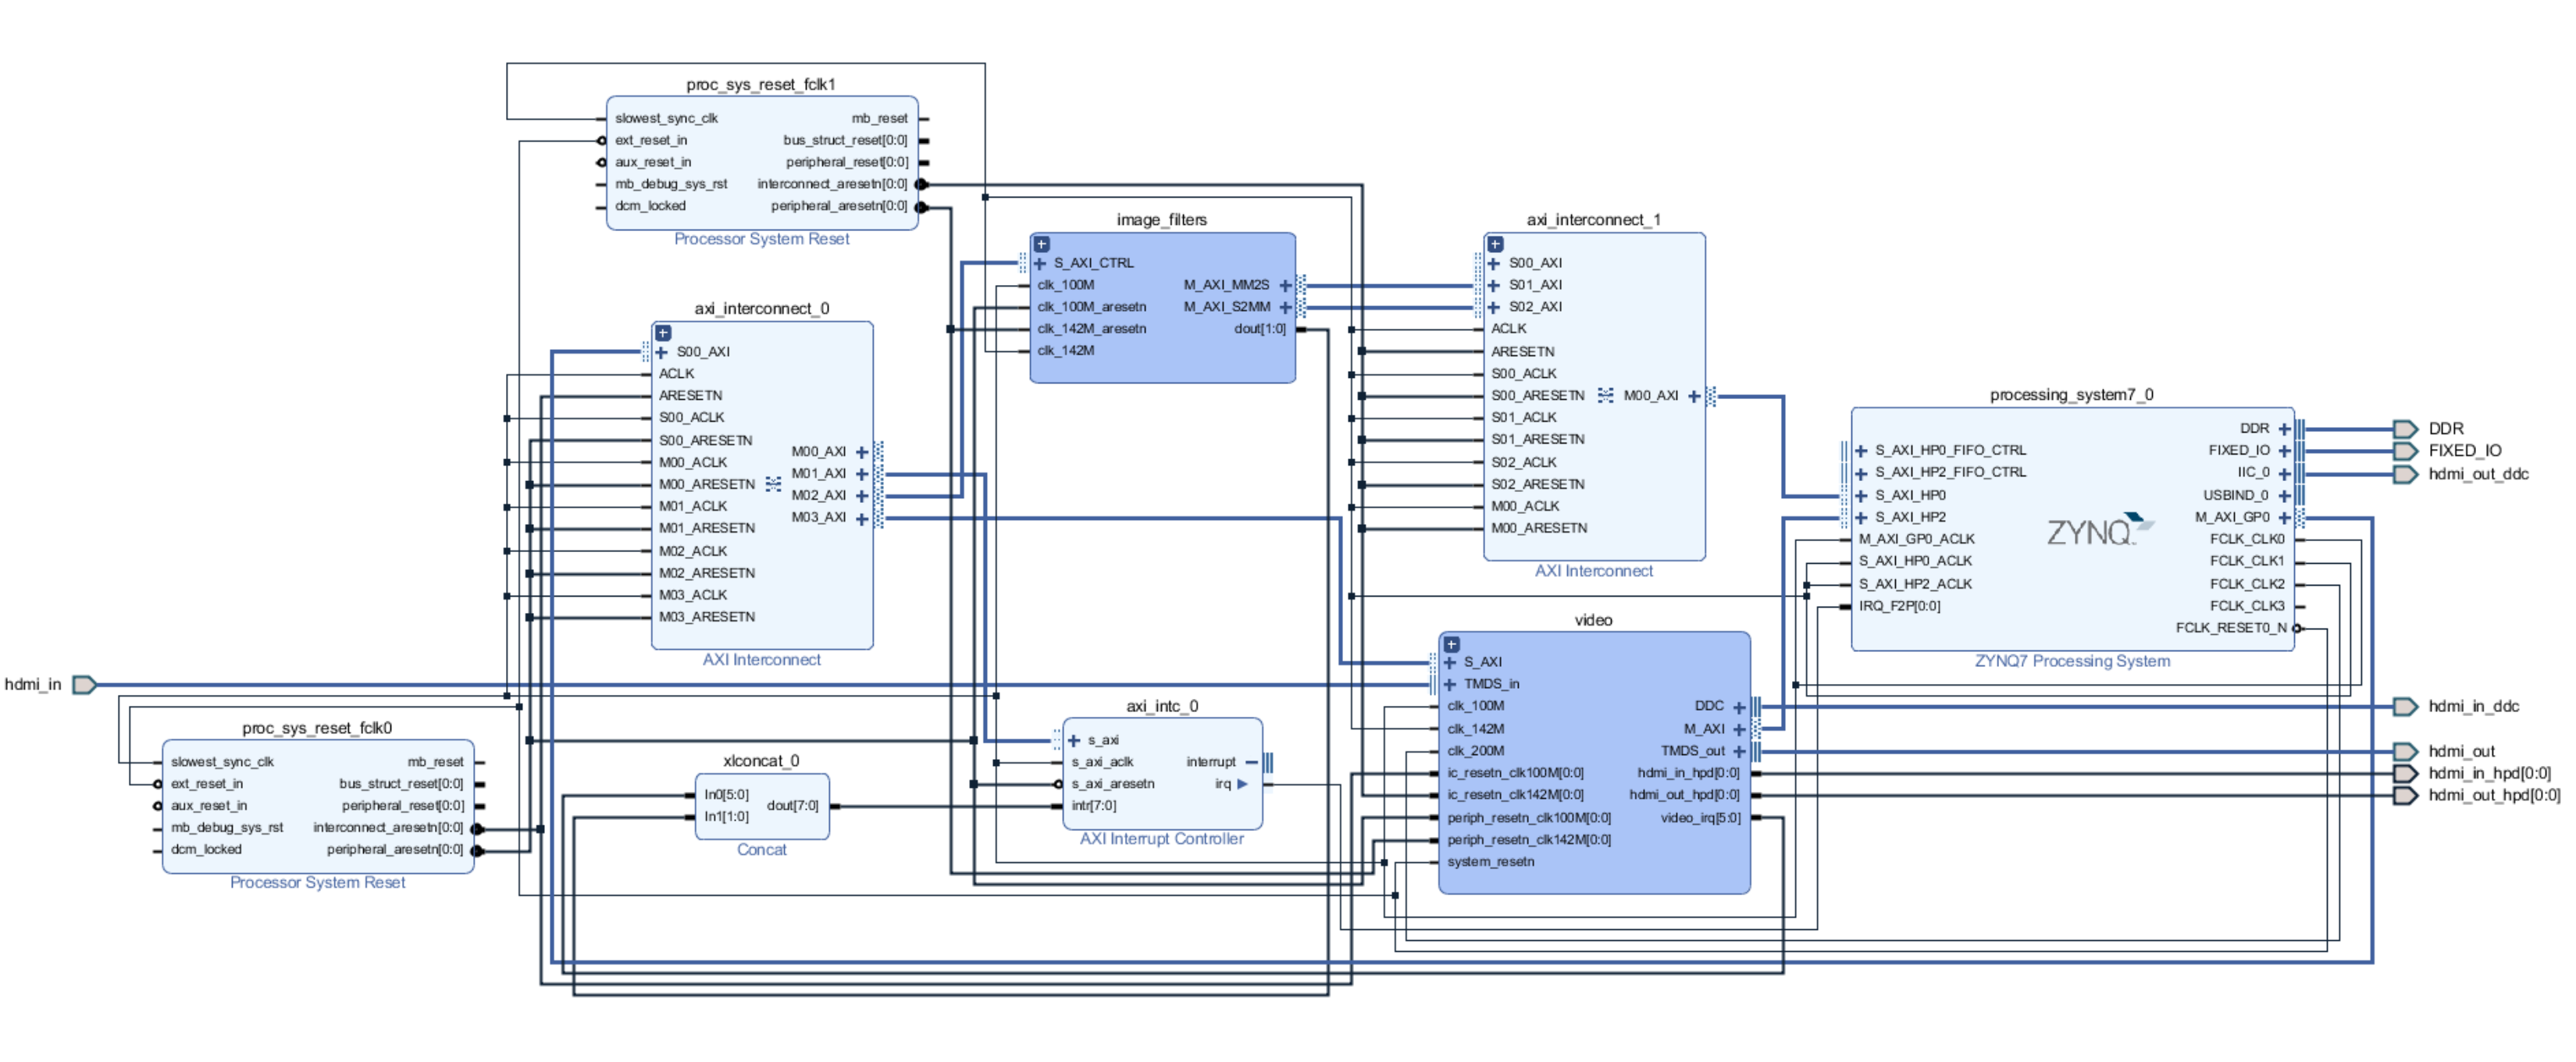 proc_sys_reset_fclk1
slowest_sync_clk mb_reset
ext_reset_in bus_struct_reset[0:0]
aux_reset_in peripheral_reset[0:0]
mb_debug_sys_rst interconnect_aresetn[0:0]
dcm_locked peripheral_aresetn[0:0]
Processor System Reset
image_filters
S_AXI_CTRL
clk_100M M_AXI_MM2S
clk_100M_aresetn M_AXI_S2MM
clk_142M_aresetn dout[1:0]
clk_142M
axi_interconnect_1
S00_AXI
S01_AXI
S02_AXI
ACLK
ARESETN
S00_ACLK
S00_ARESETN M00_AXI
S01_ACLK
S01_ARESETN
S02_ACLK
S02_ARESETN
M00_ACLK
M00_ARESETN
AXI Interconnect
axi_interconnect_0
S00_AXI
ACLK
ARESETN
S00_ACLK
S00_ARESETN
M00_AXI
M00_ACLK
M01_AXI
M00_ARESETN
M02_AXI
M01_ACLK
M03_AXI
M01_ARESETN
M02_ACLK
M02_ARESETN
M03_ACLK
M03_ARESETN
AXI Interconnect
processing_system7_0
DDR
S_AXI_HP0_FIFO_CTRL FIXED_IO
S_AXI_HP2_FIFO_CTRL IIC_0
S_AXI_HP0 USBIND_0
S_AXI_HP2 M_AXI_GP0
M_AXI_GP0_ACLK FCLK_CLK0
S_AXI_HP0_ACLK FCLK_CLK1
S_AXI_HP2_ACLK FCLK_CLK2
IRQ_F2P[0:0] FCLK_CLK3
FCLK_RESET0_N
ZYNQ
ZYNQ7 Processing System
DDR
FIXED_IO
hdmi_out_ddc
hdmi_in
proc_sys_reset_fclk0
slowest_sync_clk mb_reset
ext_reset_in bus_struct_reset[0:0]
aux_reset_in peripheral_reset[0:0]
mb_debug_sys_rst interconnect_aresetn[0:0]
dcm_locked peripheral_aresetn[0:0]
Processor System Reset
xlconcat_0
In0[5:0]
dout[7:0]
In1[1:0]
Concat
axi_intc_0
s_axi
s_axi_aclk interrupt
s_axi_aresetn irq
intr[7:0]
AXI Interrupt Controller
video
S_AXI
TMDS_in
clk_100M DDC
clk_142M M_AXI
clk_200M TMDS_out
ic_resetn_clk100M[0:0] hdmi_in_hpd[0:0]
ic_resetn_clk142M[0:0] hdmi_out_hpd[0:0]
periph_resetn_clk100M[0:0] video_irq[5:0]
periph_resetn_clk142M[0:0]
system_resetn
hdmi_in_ddc
hdmi_out
hdmi_in_hpd[0:0]
hdmi_out_hpd[0:0]